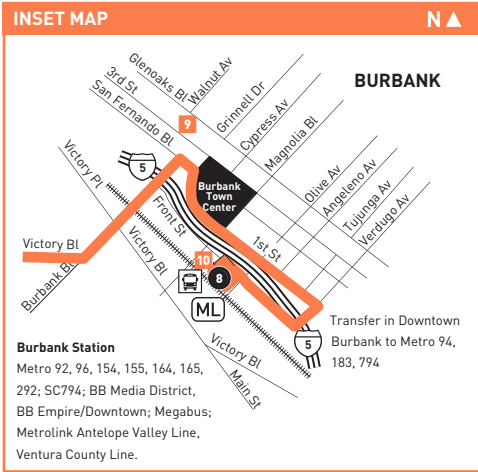 INSET MAP
N
BURBANK
Glenoaks Bl
Walnut Av
3rd St
Grinnell Dr
San Fernando Bl
Cypress Av
Magnolia Bl
9
5
Victory Pl
Burbank
Town
Center
Olive Av
Angeleno Av
Tujunga Av
Verdugo Av
Front St
1st St
Victory Bl
Burbank Bl
Victory Bl
10
8
ML
Transfer in Downtown
Burbank to Metro 94,
183, 794
5
Victory Bl
Main St
Burbank Station
Metro 92, 96, 154, 155, 164, 165,
292; SC794; BB Media District,
BB Empire/Downtown; Megabus;
Metrolink Antelope Valley Line,
Ventura County Line.